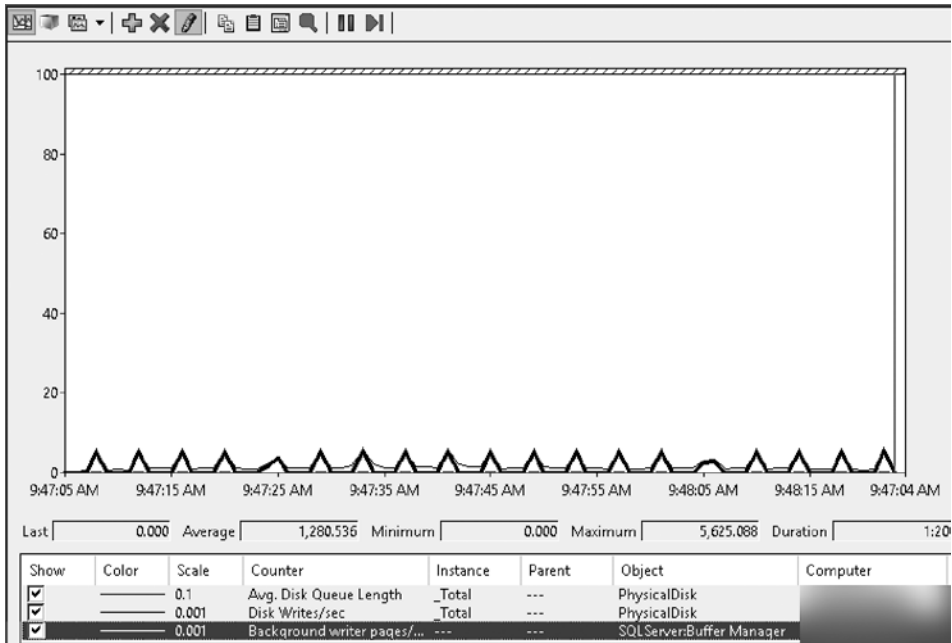 100
80
60
40
20
0
9:47:05 AM 9:47:15 AM 9:47:25 AM 9:47:35 AM 9:47:45 AM 9:47:55 AM 9:48:05 AM 9:48:15 AM 9:47:04 AM
Last 0.000 Average 1,280.536 Minimum 0.000 Maximum 5,625.088 Duration 1:20
Show Color Scale Counter Instance Parent Object Computer
0.1 Avg. Disk Queue Length _Total --- PhysicalDisk
0.001 Disk Writes/sec _Total --- PhysicalDisk
0.001 Background writer pages/... --- --- SQLServer:Buffer Manager